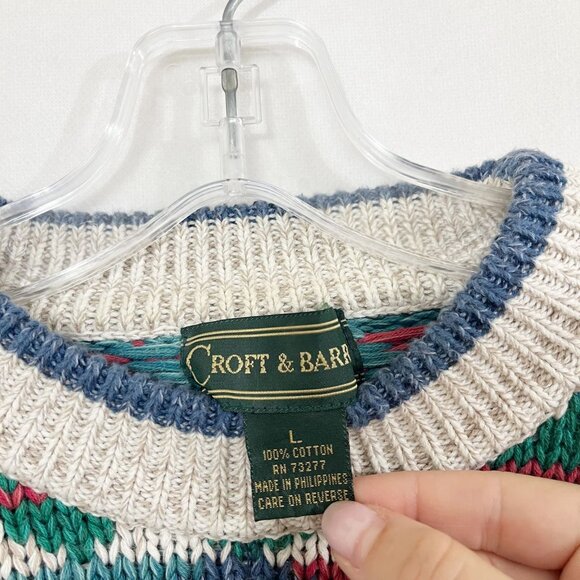 CROFT & BARR
L
100% COTTON
RN 73277
MADE IN PHILIPPINES
CARE ON REVERSE